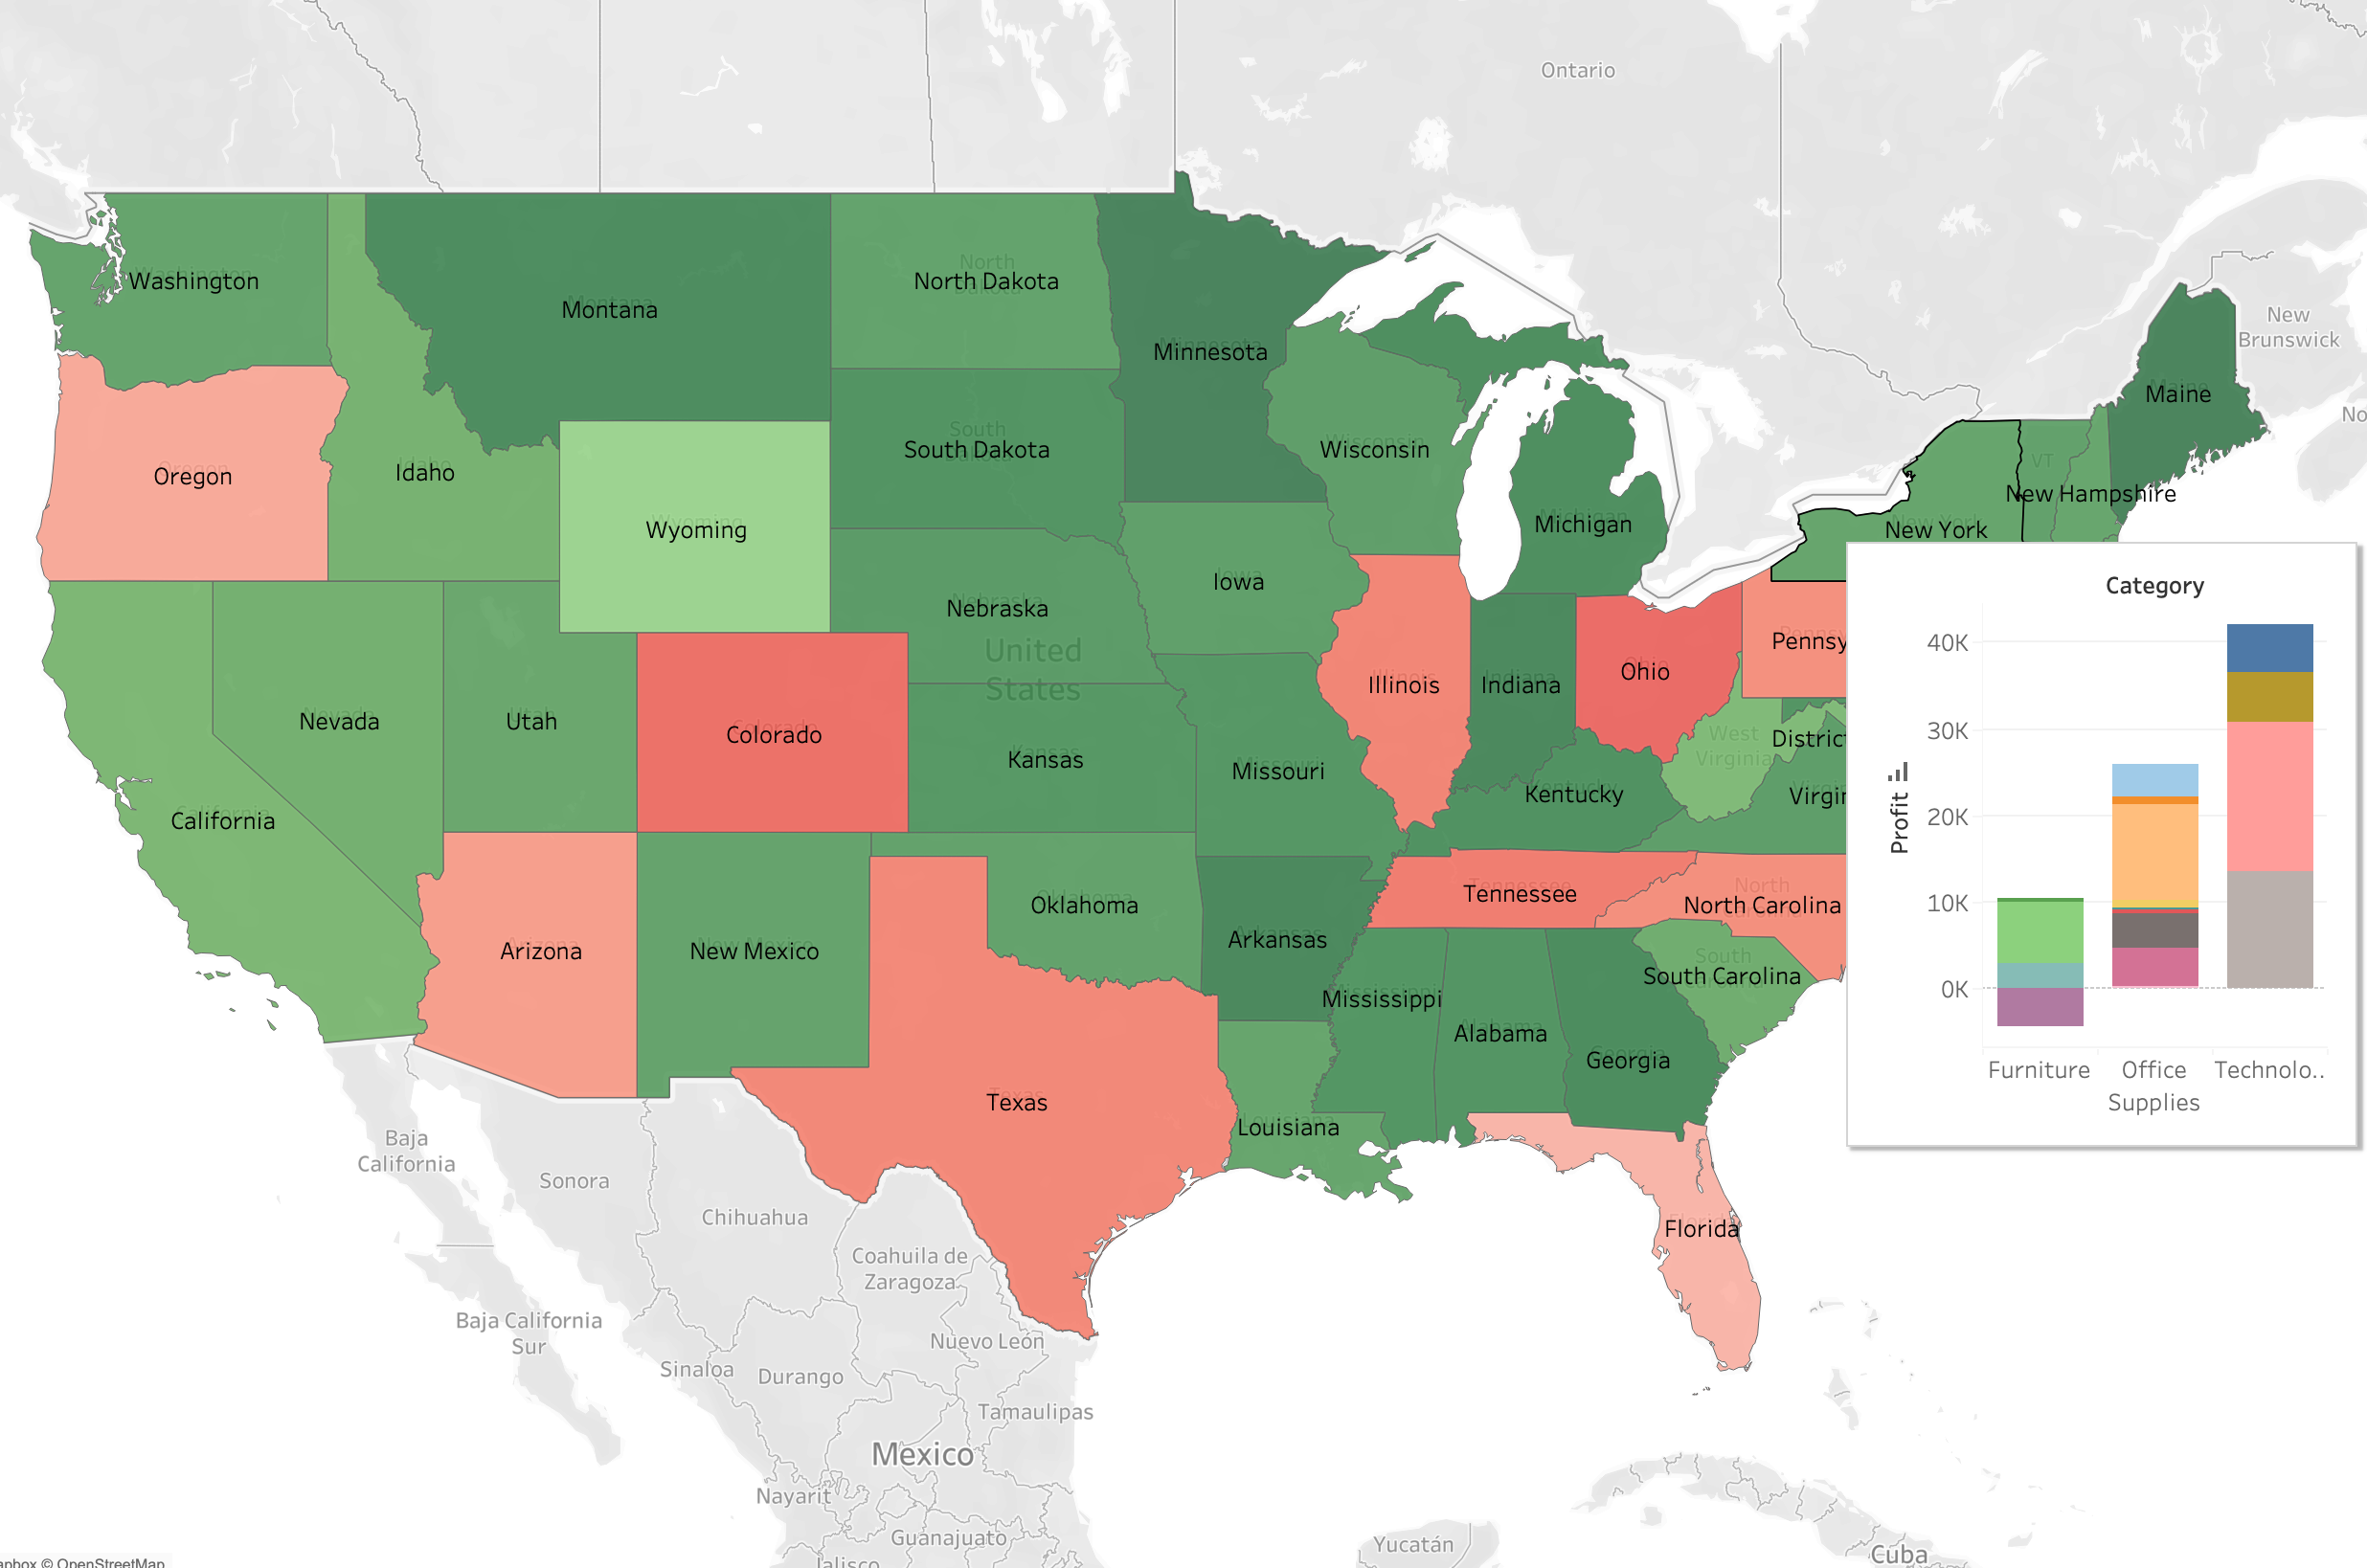 Ontario
New
Brunswick
No
Washington
Montana
North Dakota
Minnesota
Maine
Oregon
Idaho
Wyoming
South Dakota
Wisconsin
Michigan
VT
New Hampshire
New York
Iowa
Nebraska
United
States
Illinois
Indiana
Ohio
Pennsy
Nevada
Utah
Colorado
Kansas
Missouri
Kentucky
West
Virginia
District
Virgin
California
Arizona
New Mexico
Oklahoma
Arkansas
Tennessee
North Carolina
South Carolina
Mississippi
Alabama
Georgia
Texas
Louisiana
Florida
Category
Profit
40K
30K
20K
10K
0K
Furniture
Office
Supplies
Technolo..
Baja
California
Sonora
Chihuahua
Coahuila de
Zaragoza
Baja California
Sur
Nuevo León
Sinaloa
Durango
Tamaulipas
Mexico
Nayarit
Guanajuato
Jalisco
Yucatán
Cuba
apbox © OpenStreetMap